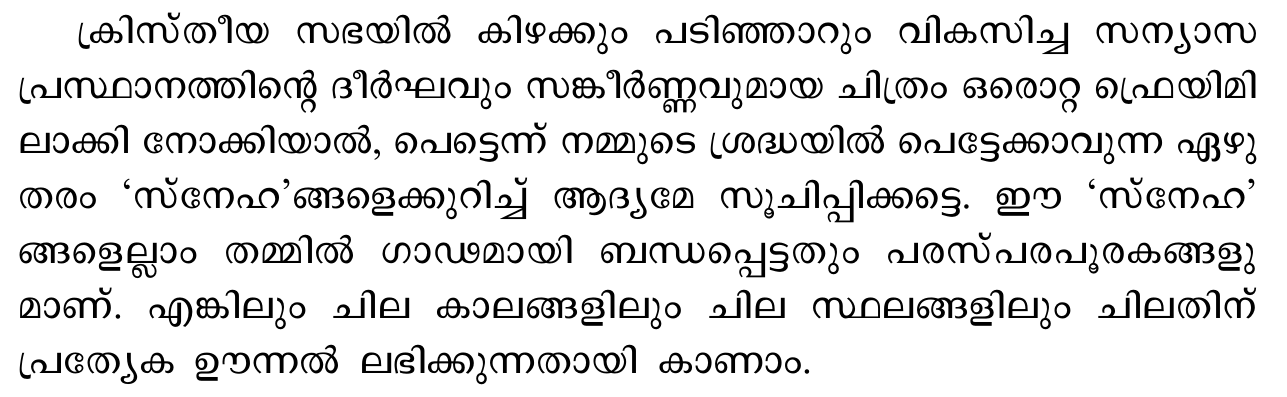 ക്രിസ്തീയ സഭയിൽ കിഴക്കും പടിഞ്ഞാറും വികസിച്ച സന്യാസ
പ്രസ്ഥാനത്തിന്റെ ദീർഘവും സങ്കീർണ്ണവുമായ ചിത്രം ഒരൊറ്റ ഫ്രെയിമി
ലാക്കി നോക്കിയാൽ, പെട്ടെന്ന് നമ്മുടെ ശ്രദ്ധയിൽ പെട്ടേക്കാവുന്ന ഏഴു
തരം ‘സ്നേഹ’ങ്ങളെക്കുറിച്ച് ആദ്യമേ സൂചിപ്പിക്കട്ടെ. ഈ ‘സ്നേഹ’
ങ്ങളെല്ലാം തമ്മിൽ ഗാഢമായി ബന്ധപ്പെട്ടതും പരസ്പരപൂരകങ്ങളു
മാണ്. എങ്കിലും ചില കാലങ്ങളിലും ചില സ്ഥലങ്ങളിലും ചിലതിന്
പ്രത്യേക ഊന്നൽ ലഭിക്കുന്നതായി കാണാം.